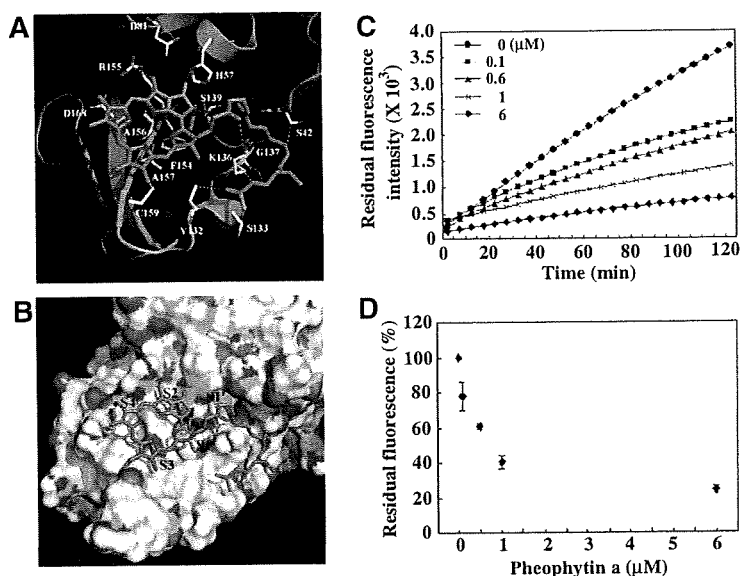 A
D81
R155
H57
S139
D168
A156
S42
K136
G137
F154
A157
C159
V132
S133
B
S2
S3
C
Residual fluorescence
intensity (X 10³)
4.0
3.5
3.0
2.5
2.0
1.5
1.0
0.5
0
0 (μM)
0.1
0.6
1
6
0 20 40 60 80 100 120
Time (min)
D
Residual fluorescence (%)
120
100
80
60
40
20
0
0 1 2 3 4 5 6
Pheophytin a (μM)